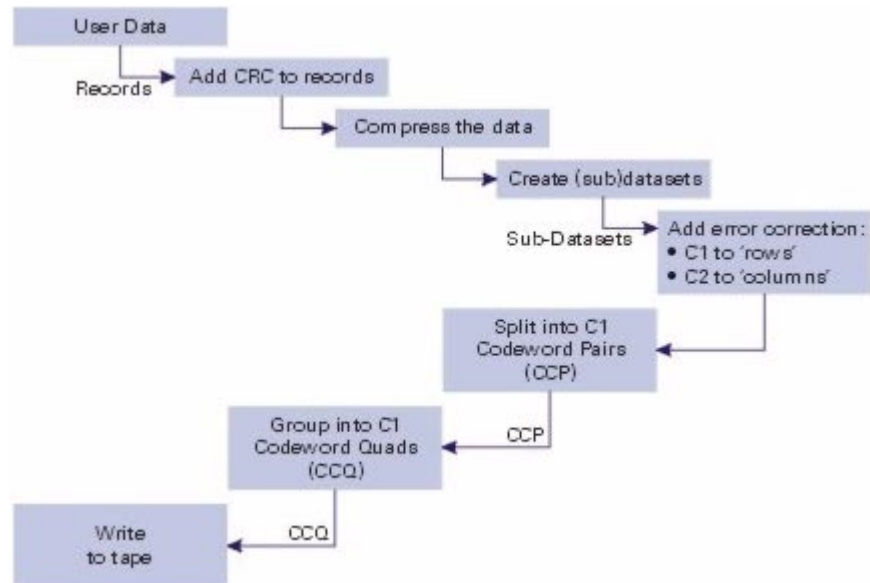 User Data
Records
Add CRC to records
Compress the data
Create (sub)datasets
Sub-Datasets
Add error correction:
• C1 to ‘rows’
• C2 to ‘columns’
Split into C1
Codeword Pairs
(CCP)
CCP
Group into C1
Codeword Quads
(CCQ)
CCQ
Write
to tape